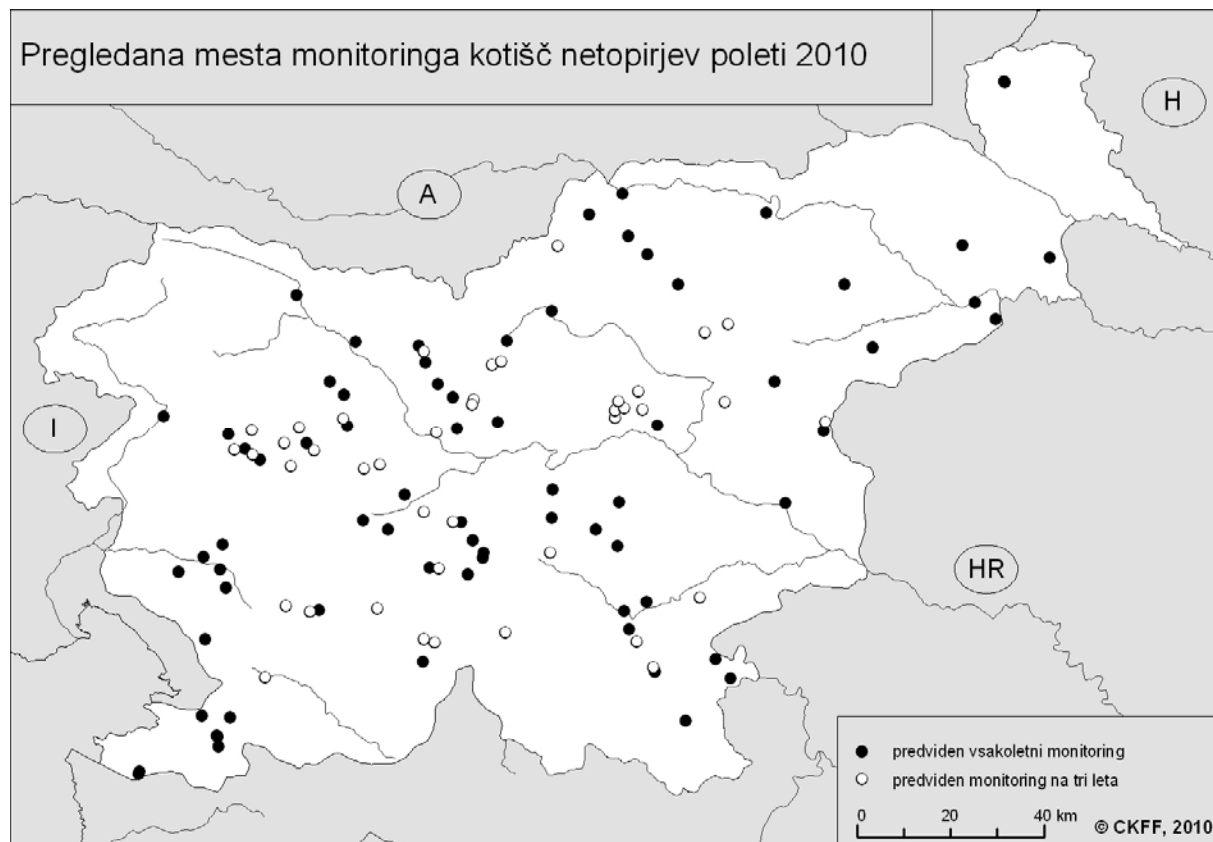 Pregledana mesta monitoringa kotišč netopirjev poleti 2010
H
A
I
HR
predviden vsakoletni monitoring
predviden monitoring na tri leta
0 20 40 km
© CKFF, 2010